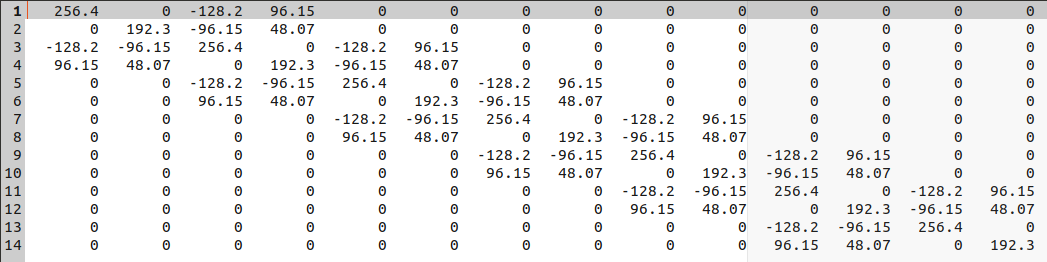 1 256.4 0 -128.2 96.15 0 0 0 0 0 0 0 0 0 0
2 0 192.3 -96.15 48.07 0 0 0 0 0 0 0 0 0 0
3 -128.2 -96.15 256.4 0 -128.2 96.15 0 0 0 0 0 0 0 0
4 96.15 48.07 0 192.3 -96.15 48.07 0 0 0 0 0 0 0 0
5 0 0 -128.2 -96.15 256.4 0 -128.2 96.15 0 0 0 0 0 0
6 0 0 96.15 48.07 0 192.3 -96.15 48.07 0 0 0 0 0 0
7 0 0 0 0 -128.2 -96.15 256.4 0 -128.2 96.15 0 0 0 0
8 0 0 0 0 96.15 48.07 0 192.3 -96.15 48.07 0 0 0 0
9 0 0 0 0 0 0 -128.2 -96.15 256.4 0 -128.2 96.15 0 0
10 0 0 0 0 0 0 96.15 48.07 0 192.3 -96.15 48.07 0 0
11 0 0 0 0 0 0 0 0 -128.2 -96.15 256.4 0 -128.2 96.15
12 0 0 0 0 0 0 0 0 96.15 48.07 0 192.3 -96.15 48.07
13 0 0 0 0 0 0 0 0 0 0 -128.2 -96.15 256.4 0
14 0 0 0 0 0 0 0 0 0 0 96.15 48.07 0 192.3